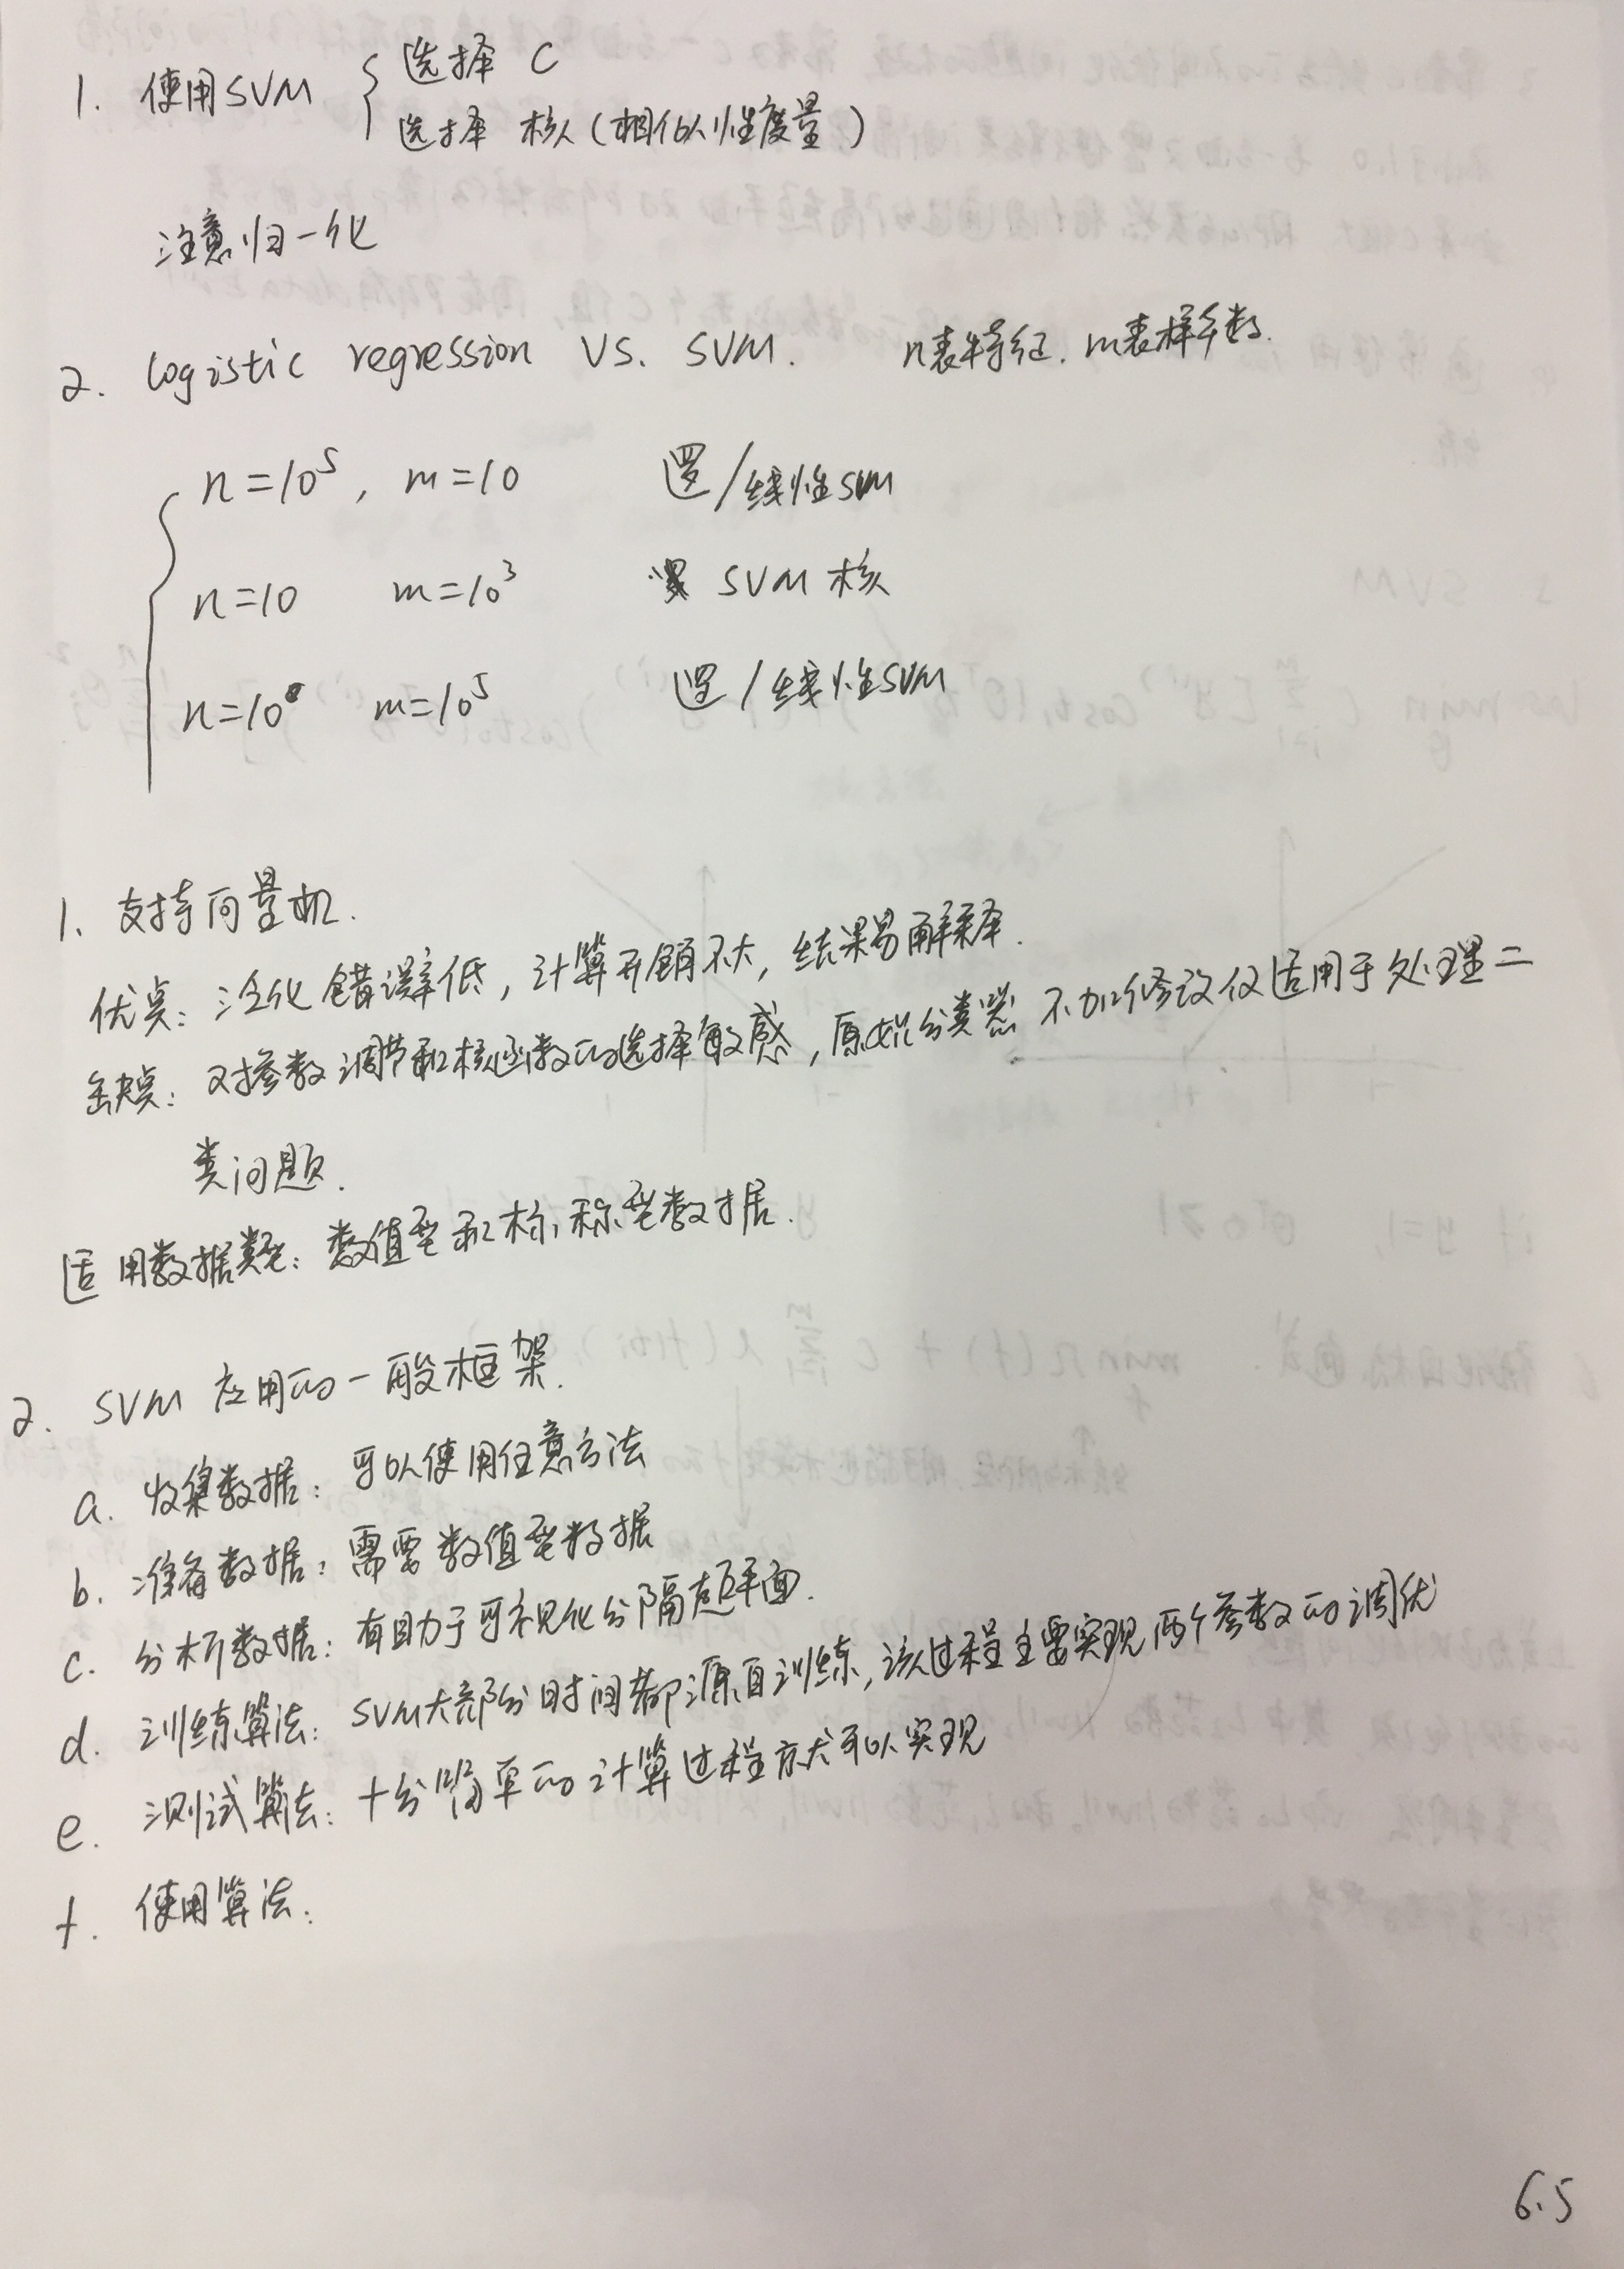 1. 使用SVM { 选择 C
选择 核(相似性度量)
注意归一化
2. logistic regression VS. SVM. n表特征. m表样本数.
n=10⁵, m=10 逻/线性SVM
n=10 m=10³ SVM 核
n=10 m=10⁵ 逻/线性SVM
1、支持向量机.
优点: 泛化错误率低, 计算开销不大, 结果易解释.
缺点: 对参数调节和核函数的选择敏感, 原始分类器 不加修改仅适用于处理二
类问题.
适用数据类型: 数值型和标称型数据.
2. SVM 应用的一般框架.
a. 收集数据: 可以使用任意方法
b. 准备数据: 需要数值型数据
c. 分析数据: 有助于可视化分隔超平面.
d. 训练算法: SVM大部分时间都源自训练, 该过程主要实现两个参数的调优
e. 测试算法: 十分简单的计算过程就可以实现
f. 使用算法:
6.5